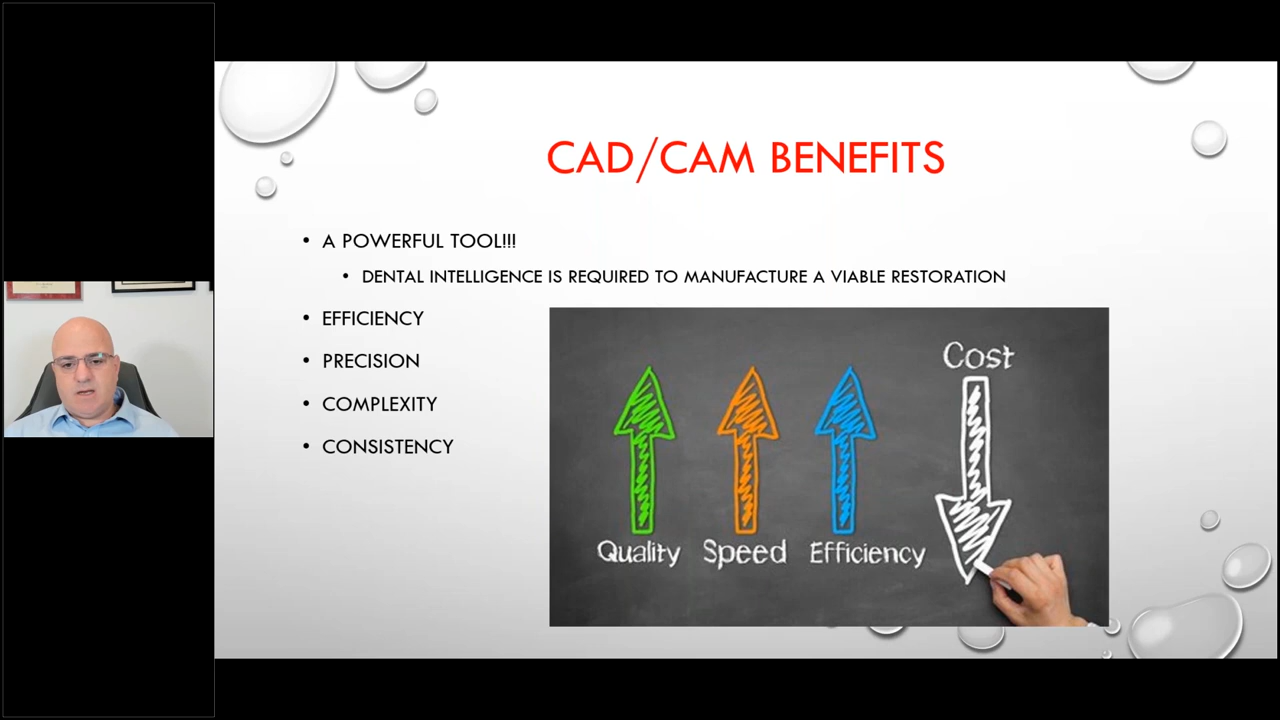 CAD/CAM BENEFITS
• A POWERFUL TOOL!!!
• DENTAL INTELLIGENCE IS REQUIRED TO MANUFACTURE A VIABLE RESTORATION
• EFFICIENCY
• PRECISION
• COMPLEXITY
• CONSISTENCY
Cost
Quality Speed Efficiency